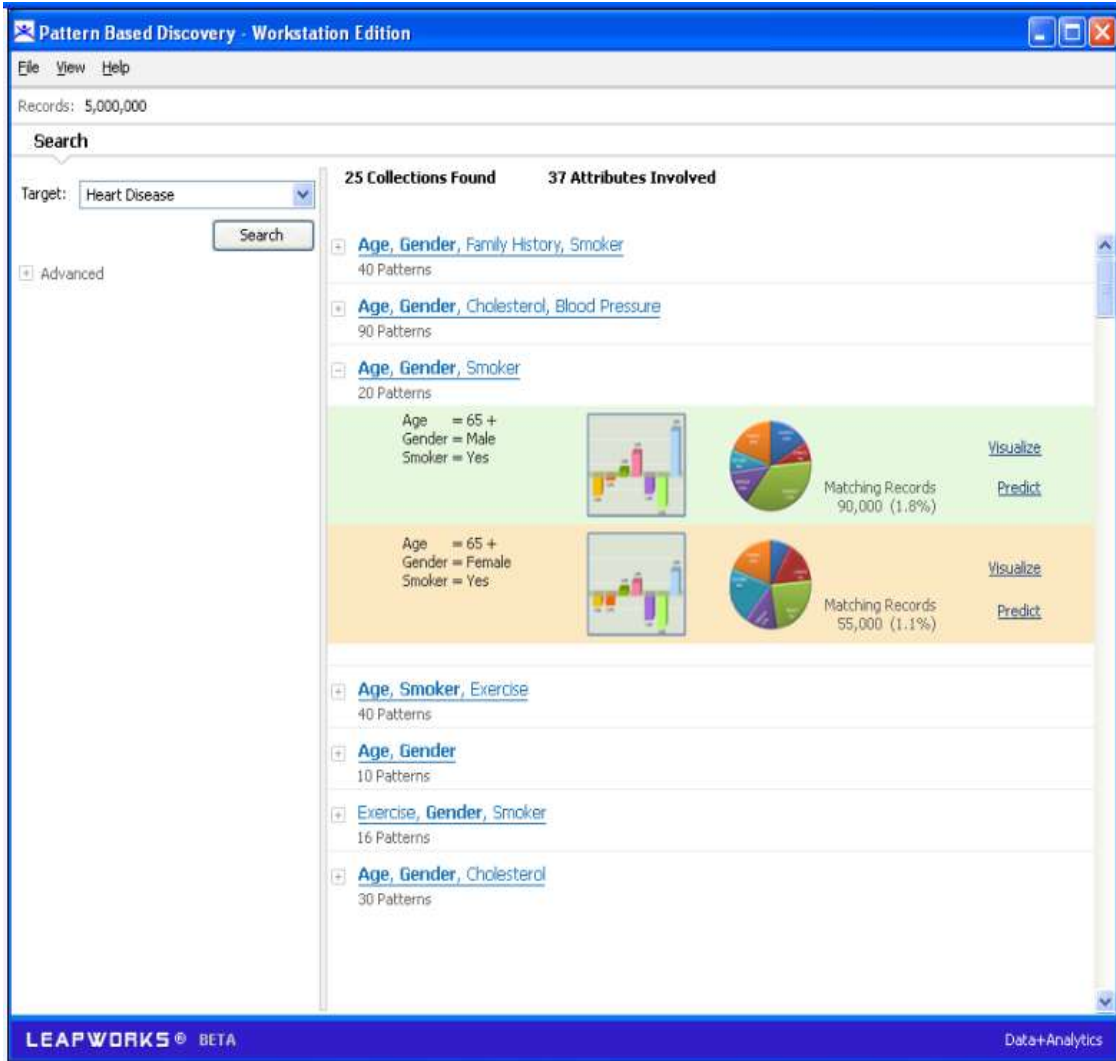 Pattern Based Discovery - Workstation Edition
File View Help
Records: 5,000,000
Search
Target: Heart Disease
Search
Advanced
25 Collections Found 37 Attributes Involved
Age, Gender, Family History, Smoker
40 Patterns
Age, Gender, Cholesterol, Blood Pressure
90 Patterns
Age, Gender, Smoker
20 Patterns
Age = 65 +
Gender = Male
Smoker = Yes
Matching Records
90,000 (1.8%)
Visualize
Predict
Age = 65 +
Gender = Female
Smoker = Yes
Matching Records
55,000 (1.1%)
Visualize
Predict
Age, Smoker, Exercise
40 Patterns
Age, Gender
10 Patterns
Exercise, Gender, Smoker
16 Patterns
Age, Gender, Cholesterol
30 Patterns
LEAPWORKS® BETA Data+Analytics